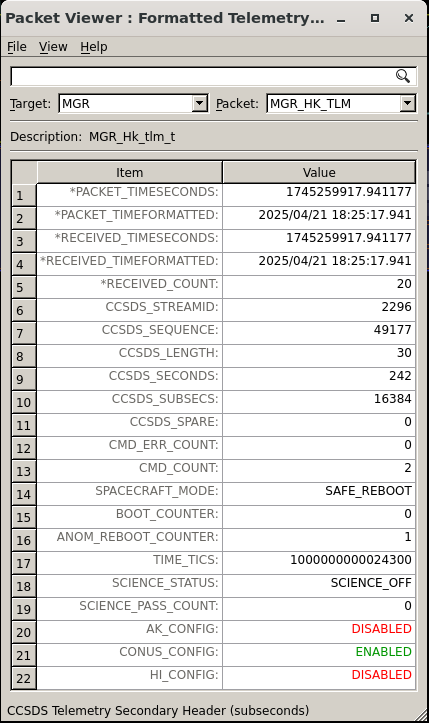 Packet Viewer : Formatted Telemetry...
File View Help
Target: MGR Packet: MGR_HK_TLM
Description: MGR_Hk_tlm_t
Item Value
1 *PACKET_TIMESECONDS: 1745259917.941177
2 *PACKET_TIMEFORMATTED: 2025/04/21 18:25:17.941
3 *RECEIVED_TIMESECONDS: 1745259917.941177
4 *RECEIVED_TIMEFORMATTED: 2025/04/21 18:25:17.941
5 *RECEIVED_COUNT: 20
6 CCSDS_STREAMID: 2296
7 CCSDS_SEQUENCE: 49177
8 CCSDS_LENGTH: 30
9 CCSDS_SECONDS: 242
10 CCSDS_SUBSECS: 16384
11 CCSDS_SPARE: 0
12 CMD_ERR_COUNT: 0
13 CMD_COUNT: 2
14 SPACECRAFT_MODE: SAFE_REBOOT
15 BOOT_COUNTER: 0
16 ANOM_REBOOT_COUNTER: 1
17 TIME_TICS: 1000000000024300
18 SCIENCE_STATUS: SCIENCE_OFF
19 SCIENCE_PASS_COUNT: 0
20 AK_CONFIG: DISABLED
21 CONUS_CONFIG: ENABLED
22 HI_CONFIG: DISABLED
CCSDS Telemetry Secondary Header (subseconds)